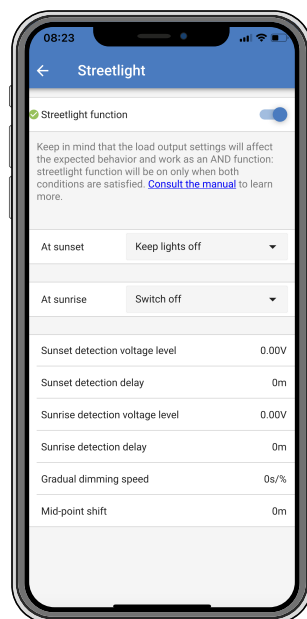 08:23
Streetlight
Streetlight function
Keep in mind that the load output settings will affect
the expected behavior and work as an AND function:
streetlight function will be on only when both
conditions are satisfied. Consult the manual to learn
more.
At sunset Keep lights off
At sunrise Switch off
Sunset detection voltage level 0.00V
Sunset detection delay 0m
Sunrise detection voltage level 0.00V
Sunrise detection delay 0m
Gradual dimming speed 0s/%
Mid-point shift 0m